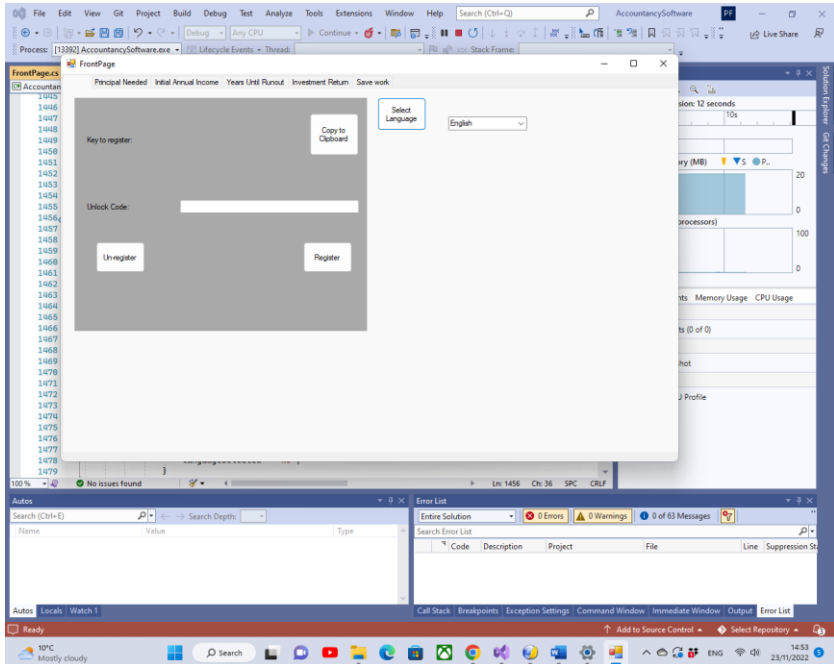 File Edit View Git Project Build Debug Test Analyze Tools Extensions Window Help Search (Ctrl+Q) AccountancySoftware PF
Debug Any CPU Continue Live Share
Process: [13392] AccountancySoftware.exe Lifecycle Events Thread: Stack Frame:
FrontPage.cs
FrontPage
Accountan
Principal Needed Initial Annual Income Years Until Runout Investment Return Save work
sion: 12 seconds
10s
Select
Language
English
Key to register:
Copy to
Clipboard
Unlock Code:
Un-register
Register
1445
1446
1447
1448
1449
1450
1451
1452
1453
1454
1455
1456
1457
1458
1459
1460
1461
1462
1463
1464
1465
1466
1467
1468
1469
1470
1471
1472
1473
1474
1475
1476
1477
1478
1479
}
ry (MB) S P..
20
0
processors)
100
0
nts Memory Usage CPU Usage
ts (0 of 0)
hot
J Profile
Solution Explorer
Git Changes
100 % No issues found Ln: 1456 Ch: 36 SPC CRLF
Autos
Search (Ctrl+E) Search Depth:
Name Value Type
Autos Locals Watch 1
Error List
Entire Solution 0 Errors 0 Warnings 0 of 63 Messages
Search Error List
Code Description Project File Line Suppression St
Call Stack Breakpoints Exception Settings Command Window Immediate Window Output Error List
Ready Add to Source Control Select Repository
10°C
Mostly cloudy
Search
ENG
14:53
23/11/2022
5